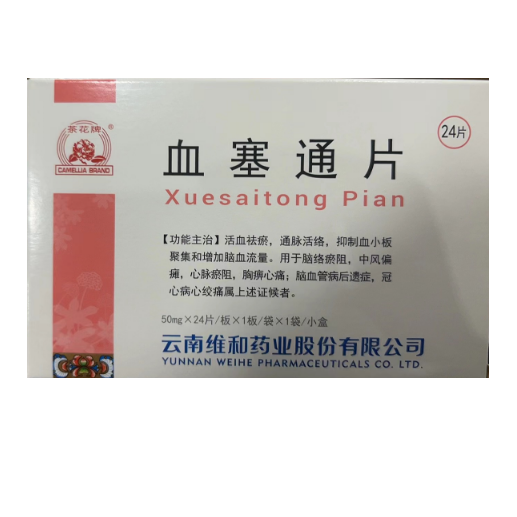 茶花牌®
CAMELLIA BRAND
24片
血塞通片
Xuesaitong Pian
【功能主治】活血祛瘀，通脉活络，抑制血小板
聚集和增加脑血流量。用于脑络瘀阻，中风偏
瘫，心脉瘀阻，胸痹心痛；脑血管病后遗症，冠
心病心绞痛属上述证候者。
50mg×24片/板×1板/袋×1袋/小盒
云南维和药业股份有限公司
YUNNAN WEIHE PHARMACEUTICALS CO. LTD.